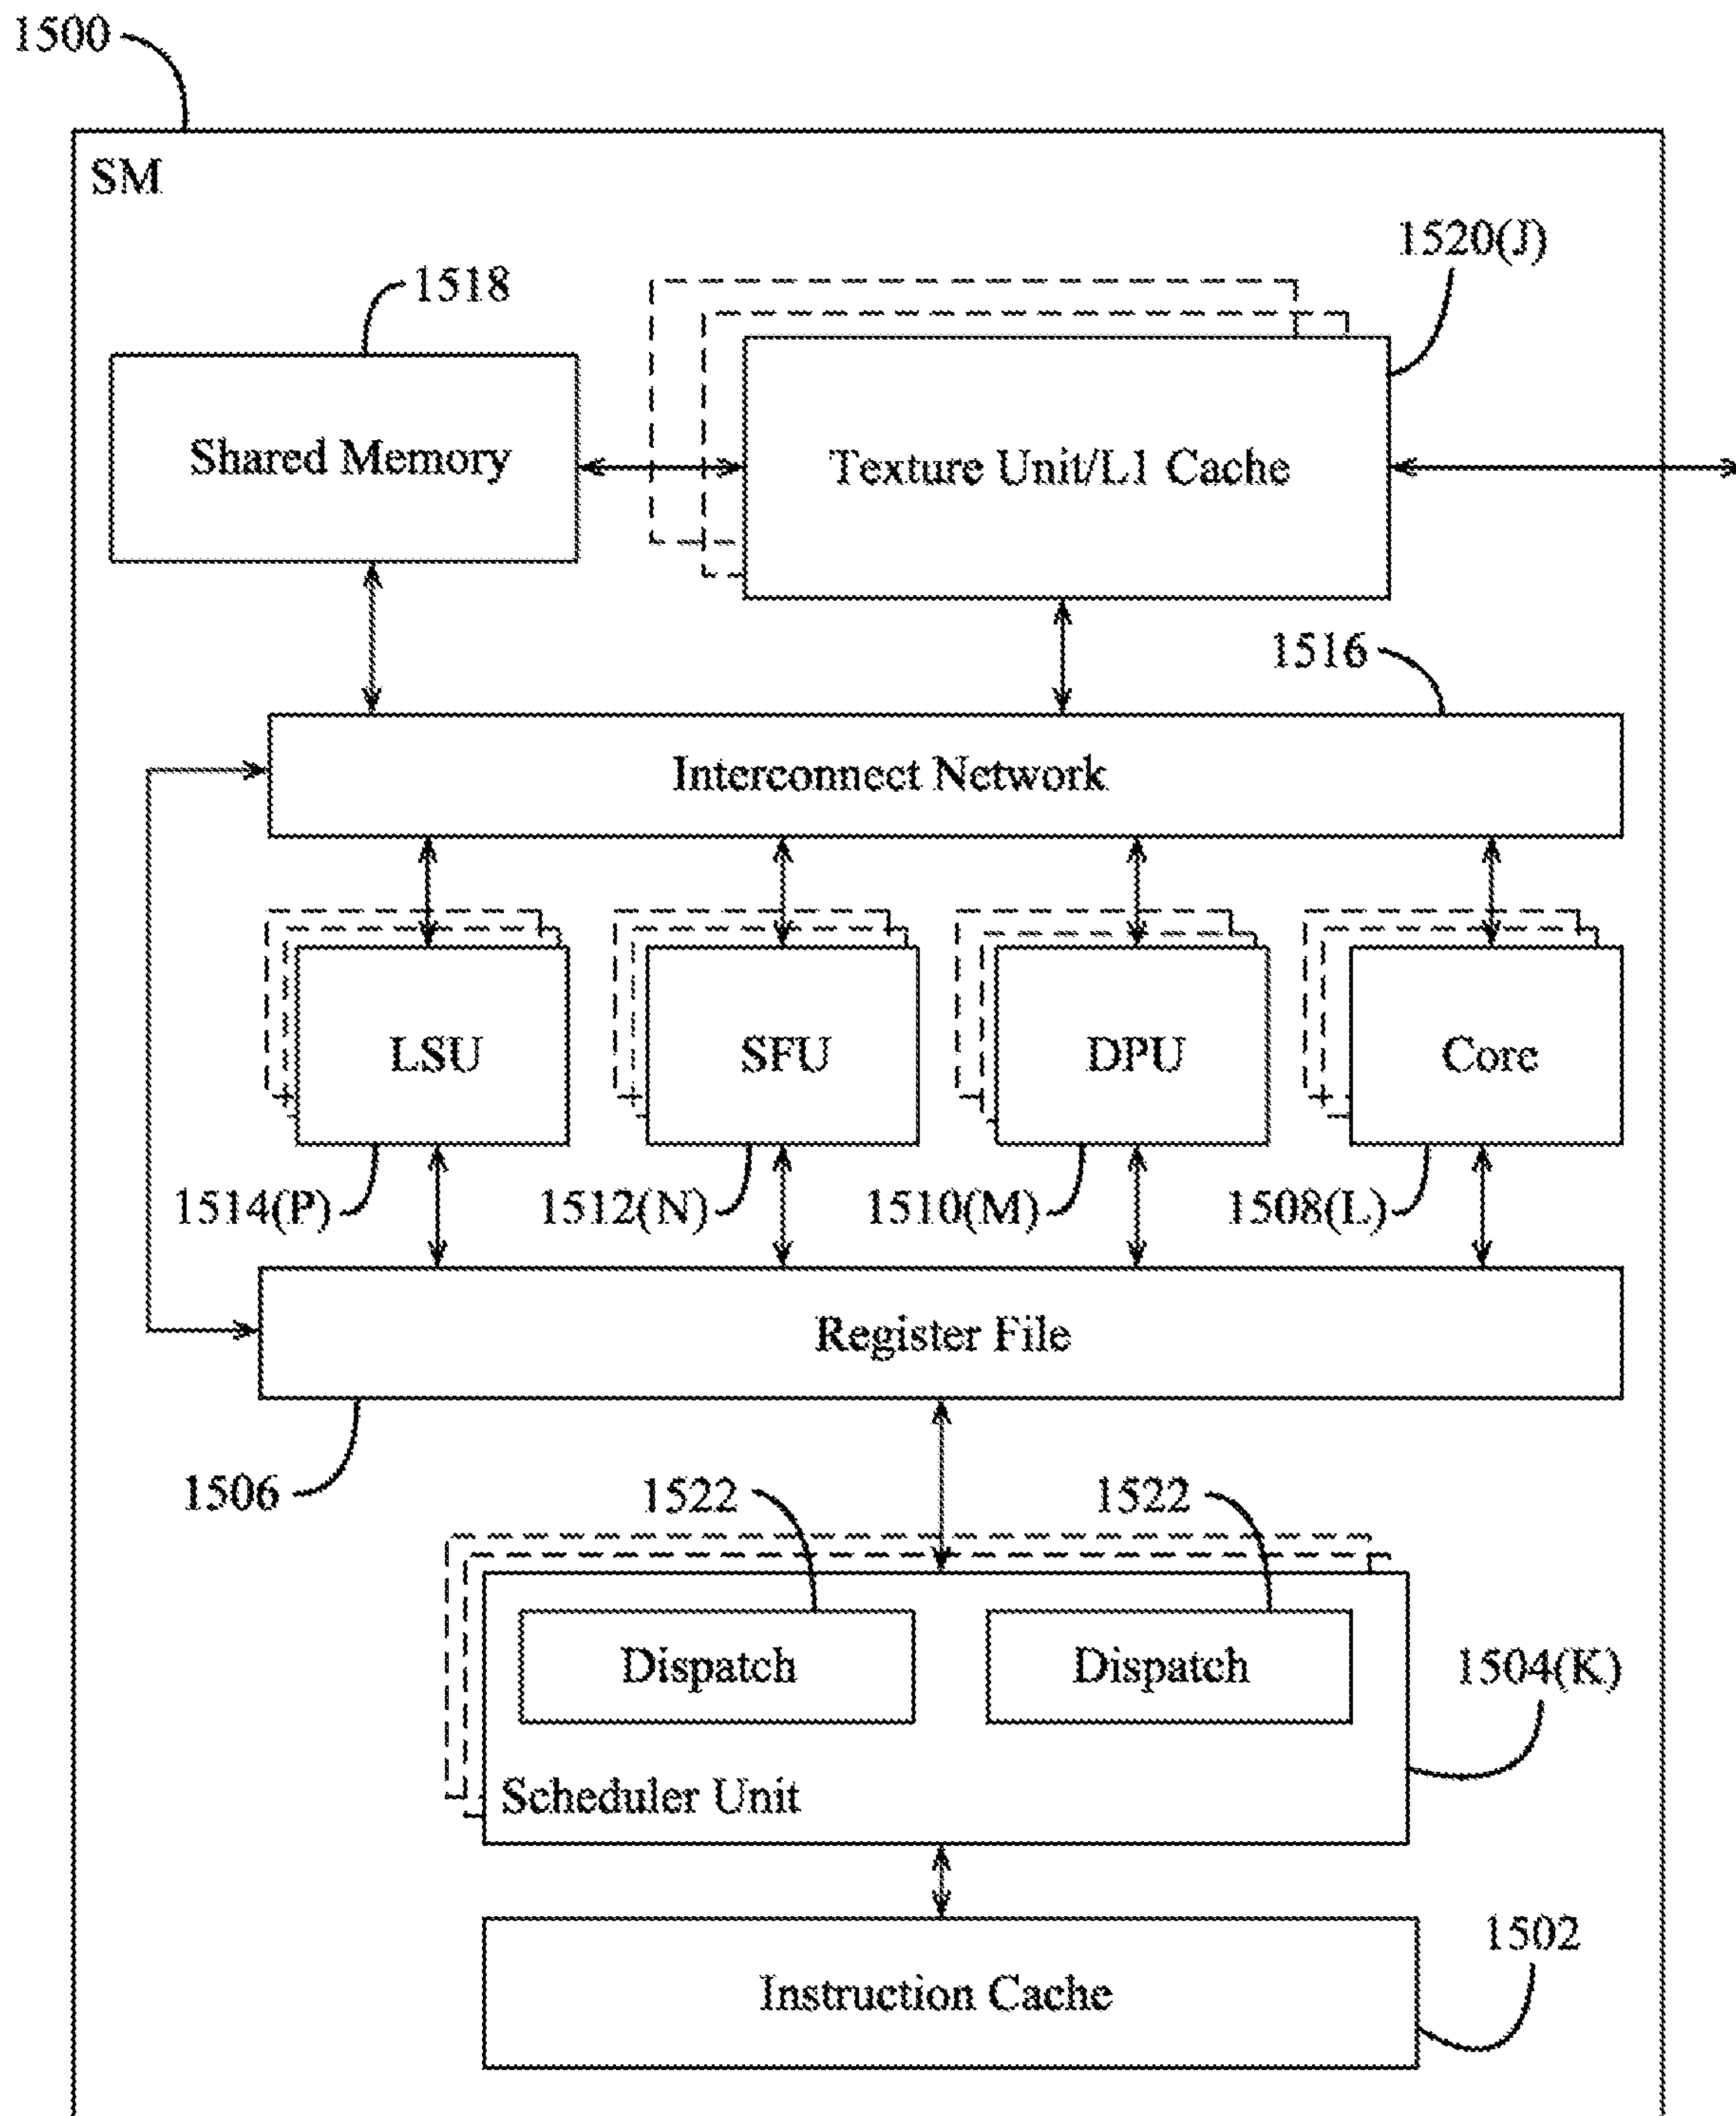 1500
SM
1520(J)
1518
Shared Memory
Texture Unit/L1 Cache
1516
Interconnect Network
LSU
SFU
DPU
Core
1514(P)
1512(N)
1510(M)
1508(L)
Register File
1506
1522
1522
Dispatch
Dispatch
1504(K)
Scheduler Unit
1502
Instruction Cache